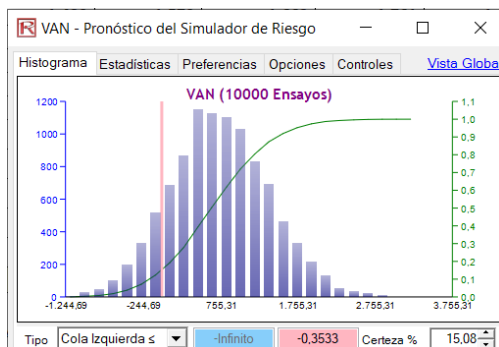 VAN - Pronóstico del Simulador de Riesgo
Histograma Estadísticas Preferencias Opciones Controles Vista Global
VAN (10000 Ensayos)
1200 1,1
1,0
1000 0,9
0,8
800 0,7
0,6
600 0,5
400 0,4
0,3
200 0,2
0,1
0 0,0
-1.244,69 -244,69 755,31 1.755,31 2.755,31 3.755,31
Tipo Cola Izquierda ≤ -Infinito -0,3533 Certeza % 15,08